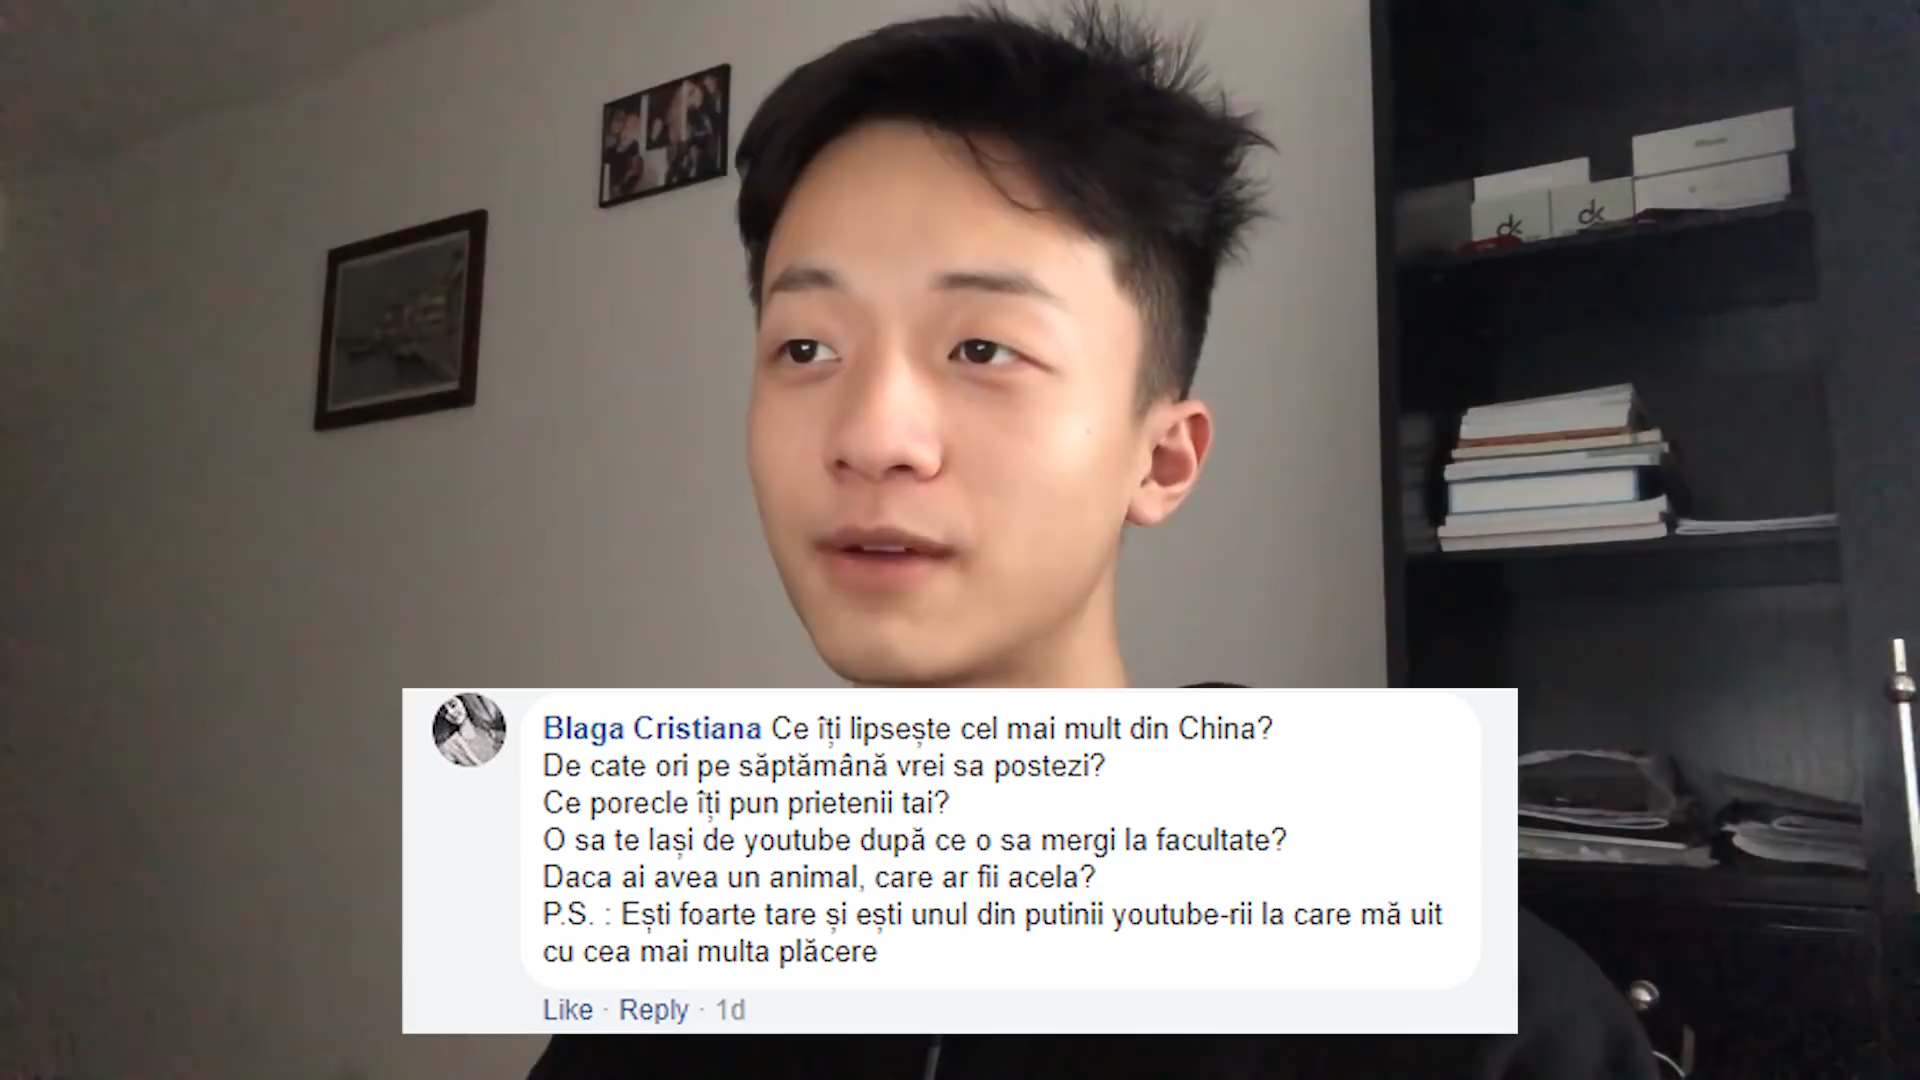 Blaga Cristiana Ce îți lipsește cel mai mult din China?
De cate ori pe săptămână vrei sa postezi?
Ce porecle îți pun prietenii tai?
O sa te lași de youtube după ce o sa mergi la facultate?
Daca ai avea un animal, care ar fii acela?
P.S. : Ești foarte tare și ești unul din putinii youtube-rii la care mă uit
cu cea mai multa plăcere
Like · Reply · 1d